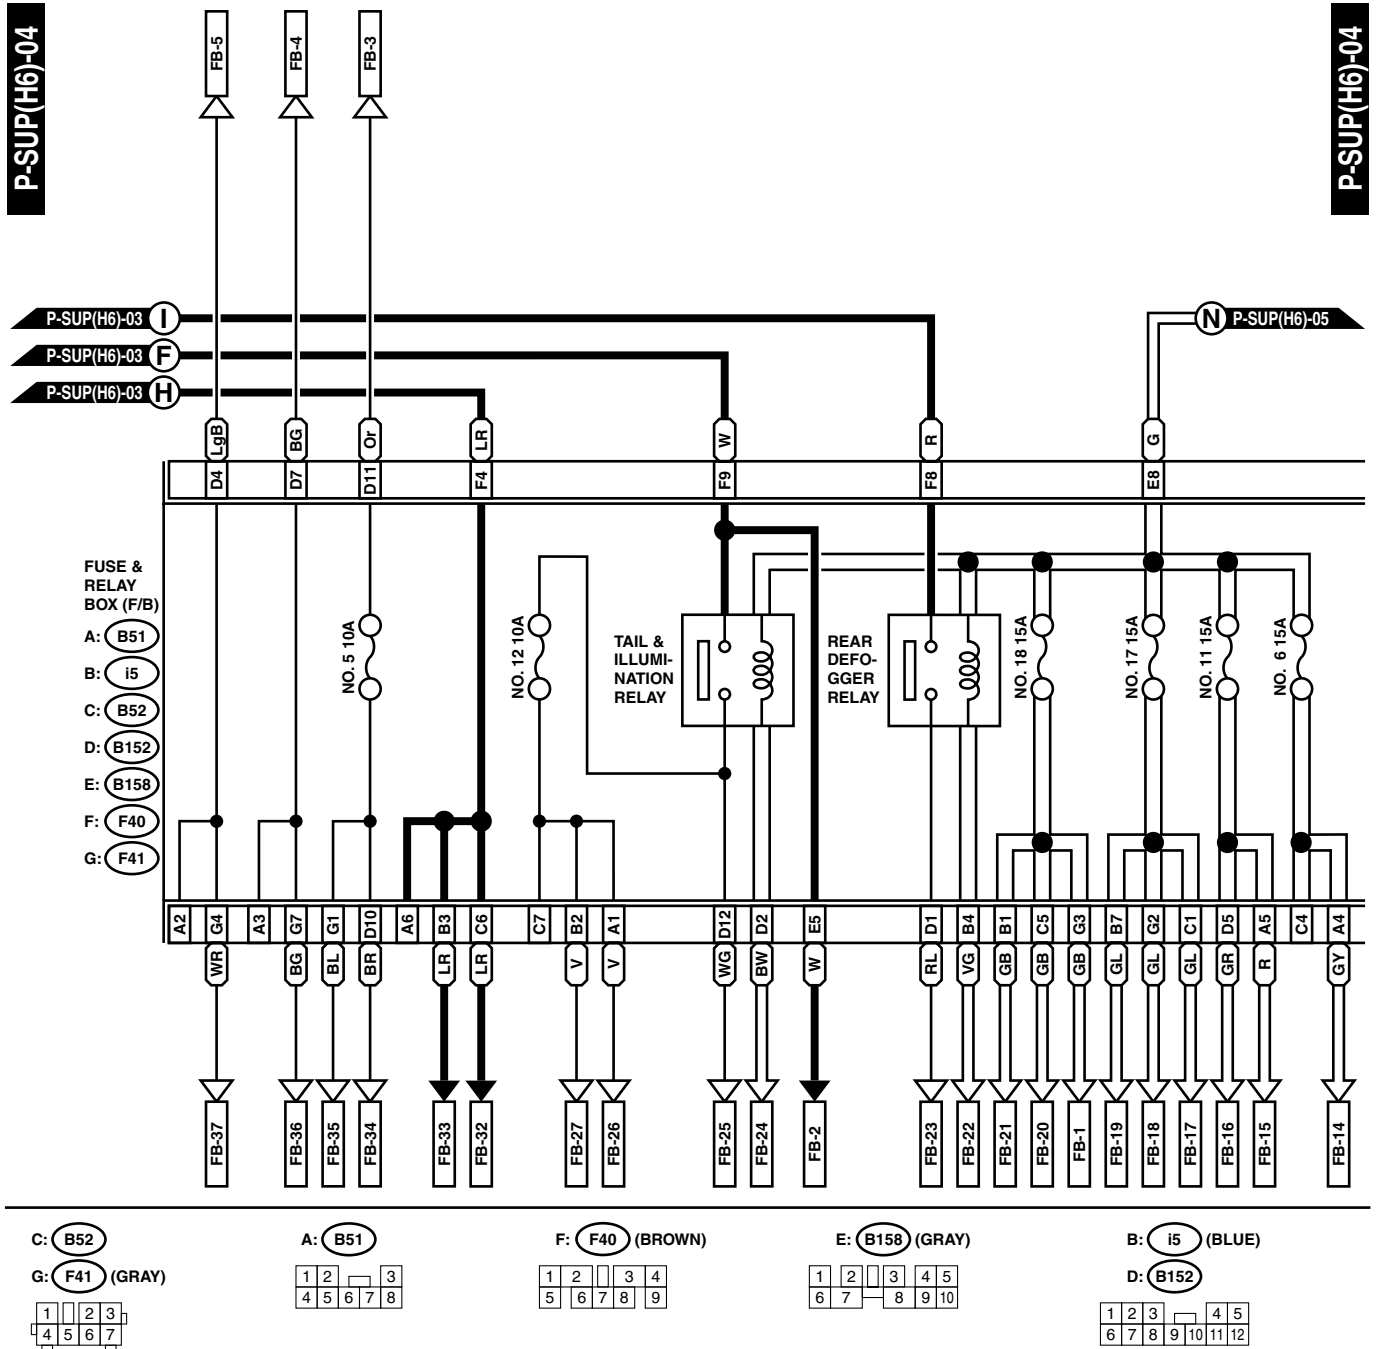 P-SUP(H6)-04
P-SUP(H6)-04
FB-5
FB-4
FB-3
P-SUP(H6)-03 I
N P-SUP(H6)-05
P-SUP(H6)-03 F
P-SUP(H6)-03 H
LgB BG Or LR W R G
D4 D7 D11 F4 F9 F8 E8
FUSE &
RELAY
BOX (F/B)
A: B51
B: i5
C: B52
D: B152
E: B158
F: F40
G: F41
NO. 5 10A
NO. 12 10A
TAIL &
ILLUMI-
NATION
RELAY
REAR
DEFO-
GGER
RELAY
NO. 18 15A
NO. 17 15A
NO. 11 15A
NO. 6 15A
A2 G4 A3 G7 G1 D10 A6 B3 C6 C7 B2 A1 D12 D2 E5 D1 B4 B1 C5 G3 B7 G2 C1 D5 A5 C4 A4
WR BG BL BR LR LR V V WG BW W RL VG GB GB GB GL GL GL GR R GY
FB-37 FB-36 FB-35 FB-34 FB-33 FB-32 FB-27 FB-26 FB-25 FB-24 FB-2 FB-23 FB-22 FB-21 FB-20 FB-1 FB-19 FB-18 FB-17 FB-16 FB-15 FB-14
C: B52
G: F41 (GRAY)
1 2 3
4 5 6 7
A: B51
1 2 3
4 5 6 7 8
F: F40 (BROWN)
1 2 3 4
5 6 7 8 9
E: B158 (GRAY)
1 2 3 4 5
6 7 8 9 10
B: i5 (BLUE)
D: B152
1 2 3 4 5
6 7 8 9 10 11 12